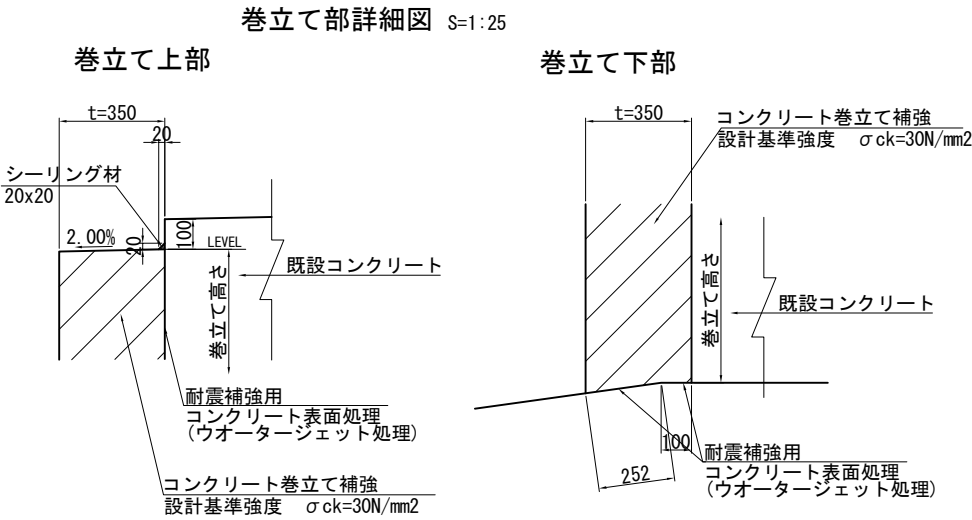 巻立て部詳細図 S=1:25
巻立て上部
t=350
20
シーリング材
20x20
2.00%
20
100
LEVEL
巻立て高さ
既設コンクリート
耐震補強用
コンクリート表面処理
(ウオータージェット処理)
コンクリート巻立て補強
設計基準強度 σck=30N/mm2
巻立て下部
t=350
コンクリート巻立て補強
設計基準強度 σck=30N/mm2
巻立て高さ
既設コンクリート
100
252
耐震補強用
コンクリート表面処理
(ウオータージェット処理)